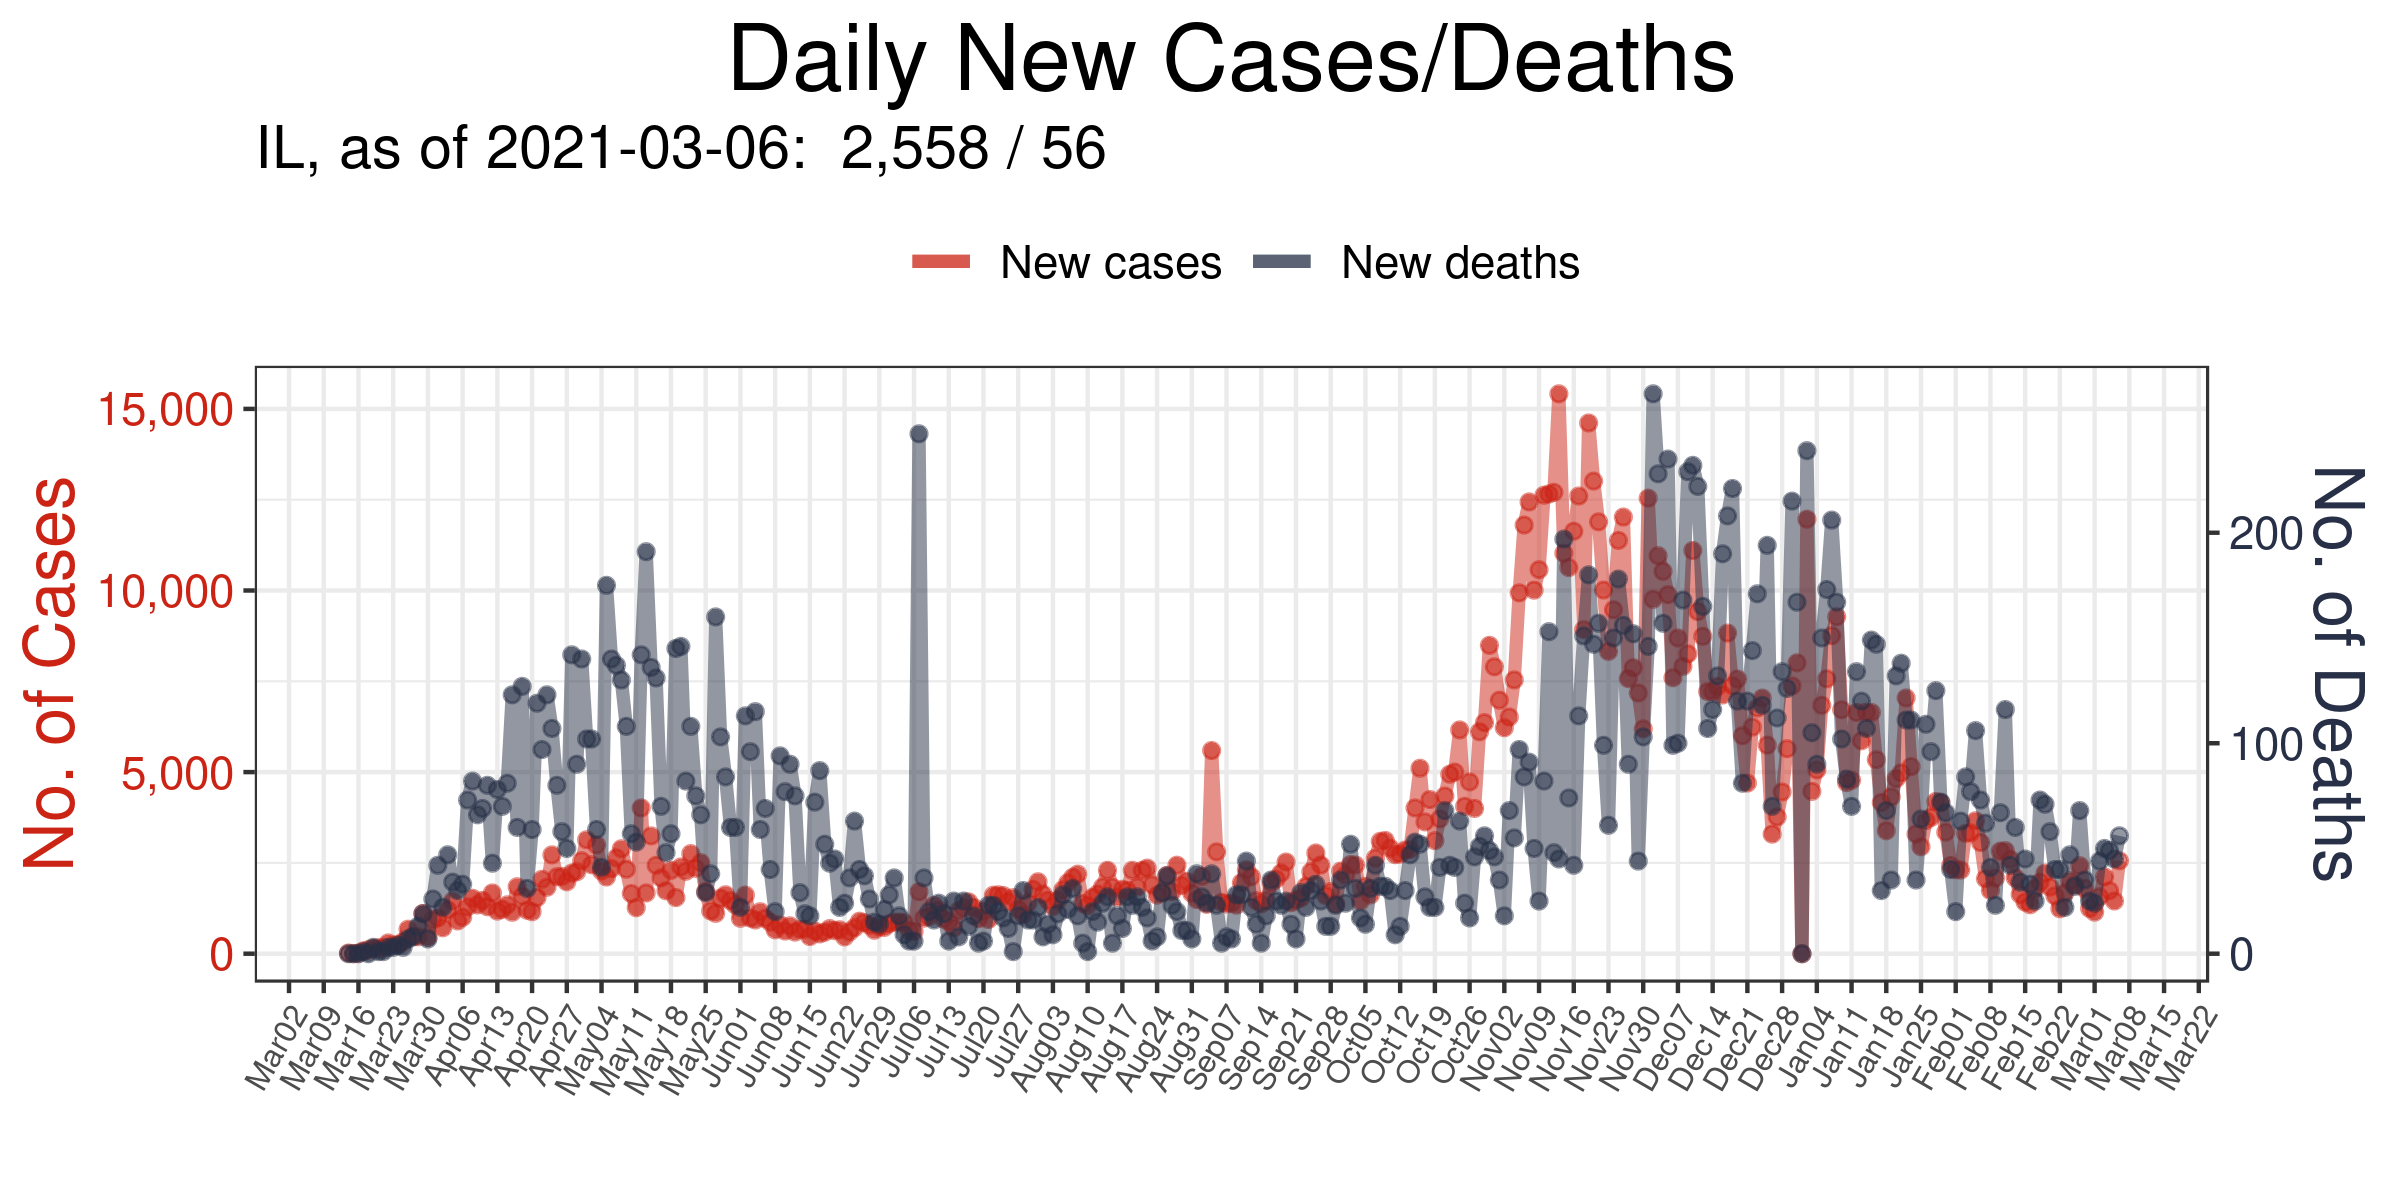 Daily New Cases/Deaths
IL, as of 2021-03-06:  2,558 / 56
New cases
New deaths
No. of Cases
15,000
10,000
5,000
0
No. of Deaths
200
100
0
Mar02
Mar09
Mar16
Mar23
Mar30
Apr06
Apr13
Apr20
Apr27
May04
May11
May18
May25
Jun01
Jun08
Jun15
Jun22
Jun29
Jul06
Jul13
Jul20
Jul27
Aug03
Aug10
Aug17
Aug24
Aug31
Sep07
Sep14
Sep21
Sep28
Oct05
Oct12
Oct19
Oct26
Nov02
Nov09
Nov16
Nov23
Nov30
Dec07
Dec14
Dec21
Dec28
Jan04
Jan11
Jan18
Jan25
Feb01
Feb08
Feb15
Feb22
Mar01
Mar08
Mar15
Mar22